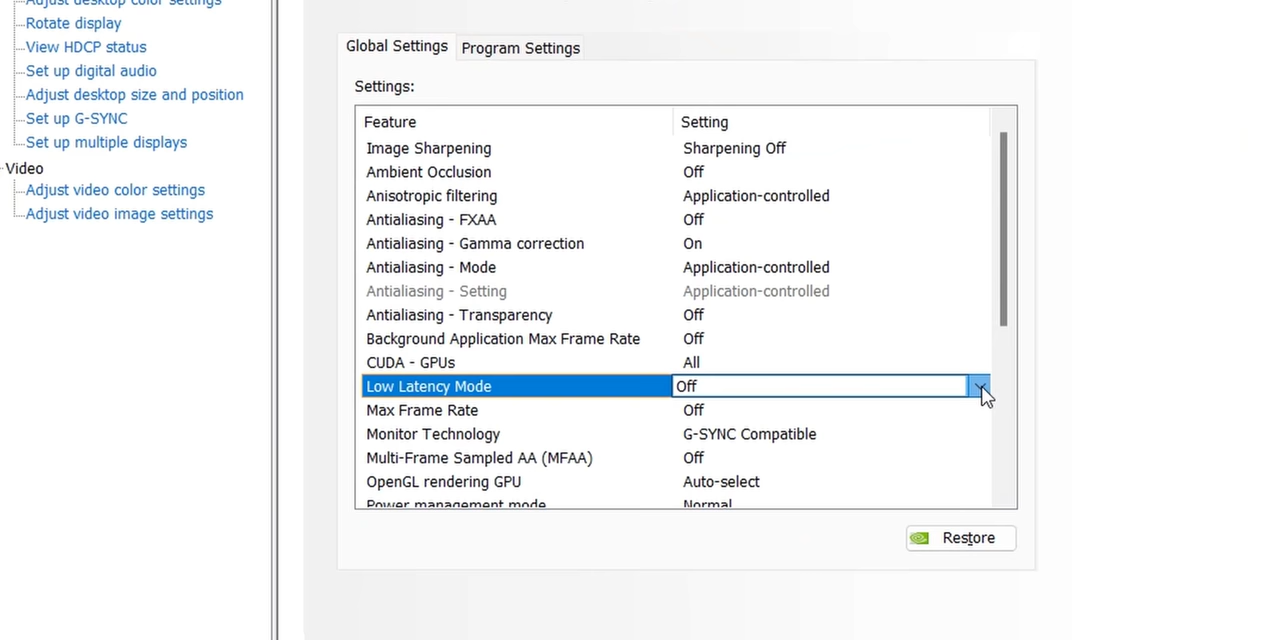 Adjust desktop color settings
Rotate display
View HDCP status
Set up digital audio
Adjust desktop size and position
Set up G-SYNC
Set up multiple displays
Video
Adjust video color settings
Adjust video image settings
Global Settings Program Settings
Settings:
Feature Setting
Image Sharpening Sharpening Off
Ambient Occlusion Off
Anisotropic filtering Application-controlled
Antialiasing - FXAA Off
Antialiasing - Gamma correction On
Antialiasing - Mode Application-controlled
Antialiasing - Setting Application-controlled
Antialiasing - Transparency Off
Background Application Max Frame Rate Off
CUDA - GPUs All
Low Latency Mode Off
Max Frame Rate Off
Monitor Technology G-SYNC Compatible
Multi-Frame Sampled AA (MFAA) Off
OpenGL rendering GPU Auto-select
Power management mode Normal
Restore